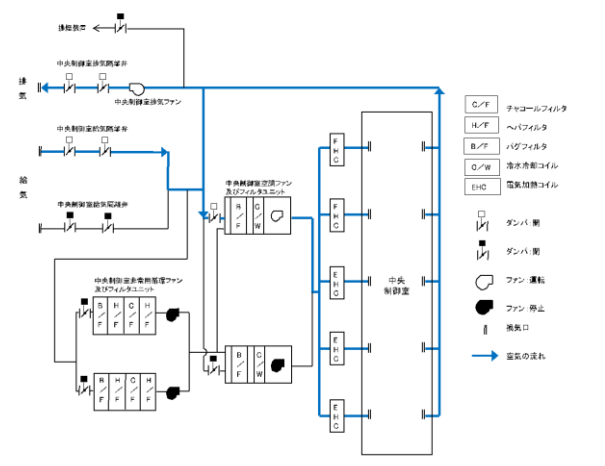 排煙装置
中央制御室排気隔離弁
排
気
中央制御室排気ファン
中央制御室給気隔離弁
給
気
中央制御室給気隔離弁
中央制御室空調ファン
及びフィルタユニット
B/F
C/W
中央制御室非常用循環ファン
及びフィルタユニット
B/F
H/F
C/F
H/F
B/F
H/F
C/F
H/F
B/F
C/W
EHC
EHC
EHC
EHC
EHC
中央
制御室
C/F チャコールフィルタ
H/F ヘパフィルタ
B/F バグフィルタ
C/W 冷水冷却コイル
EHC 電気加熱コイル
ダンパ:開
ダンパ:閉
ファン:運転
ファン:停止
換気口
空気の流れ